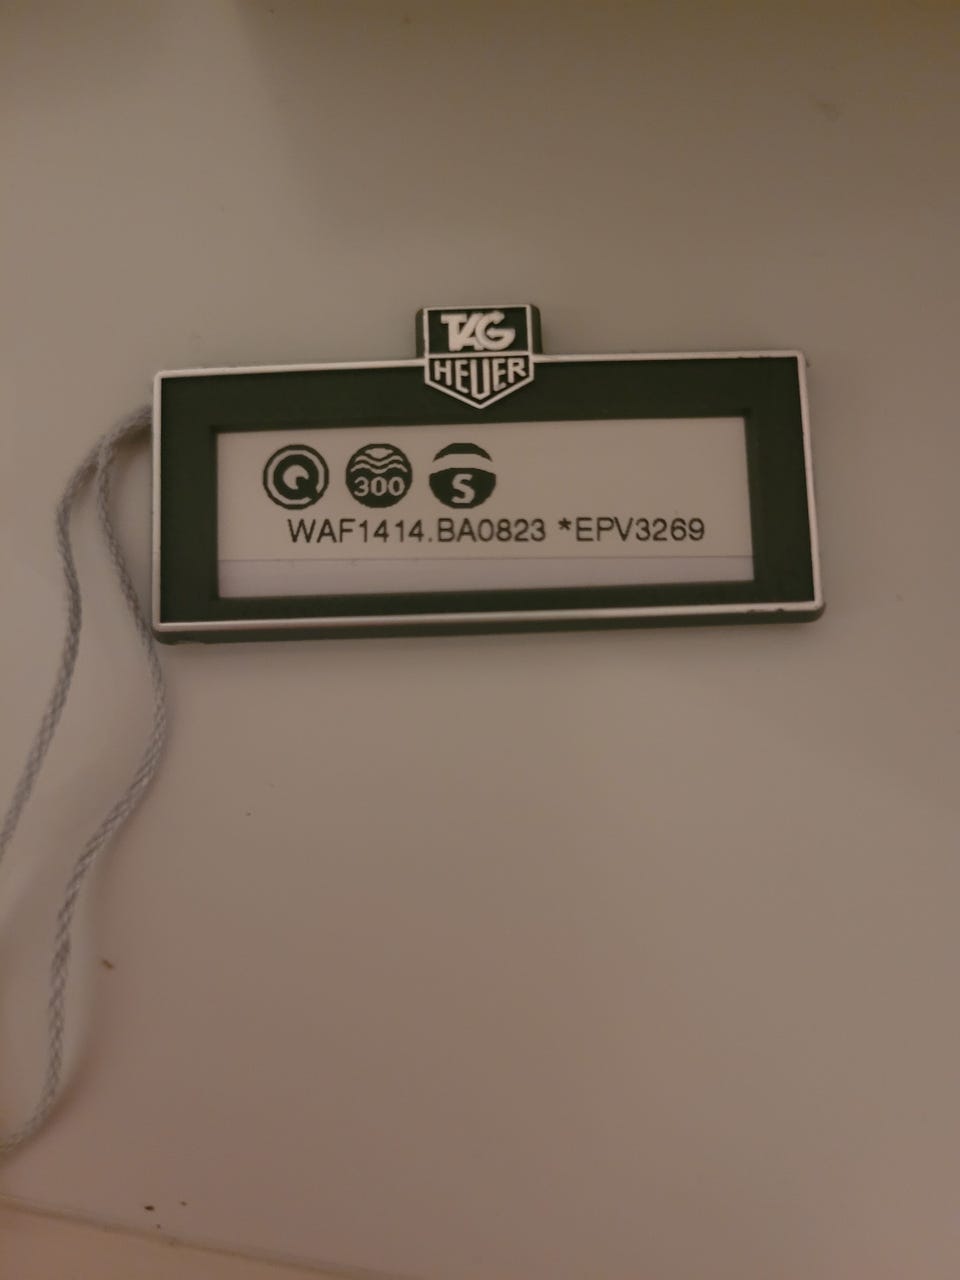 TAG
HEUER
Q 300 S
WAF1414.BA0823 *EPV3269